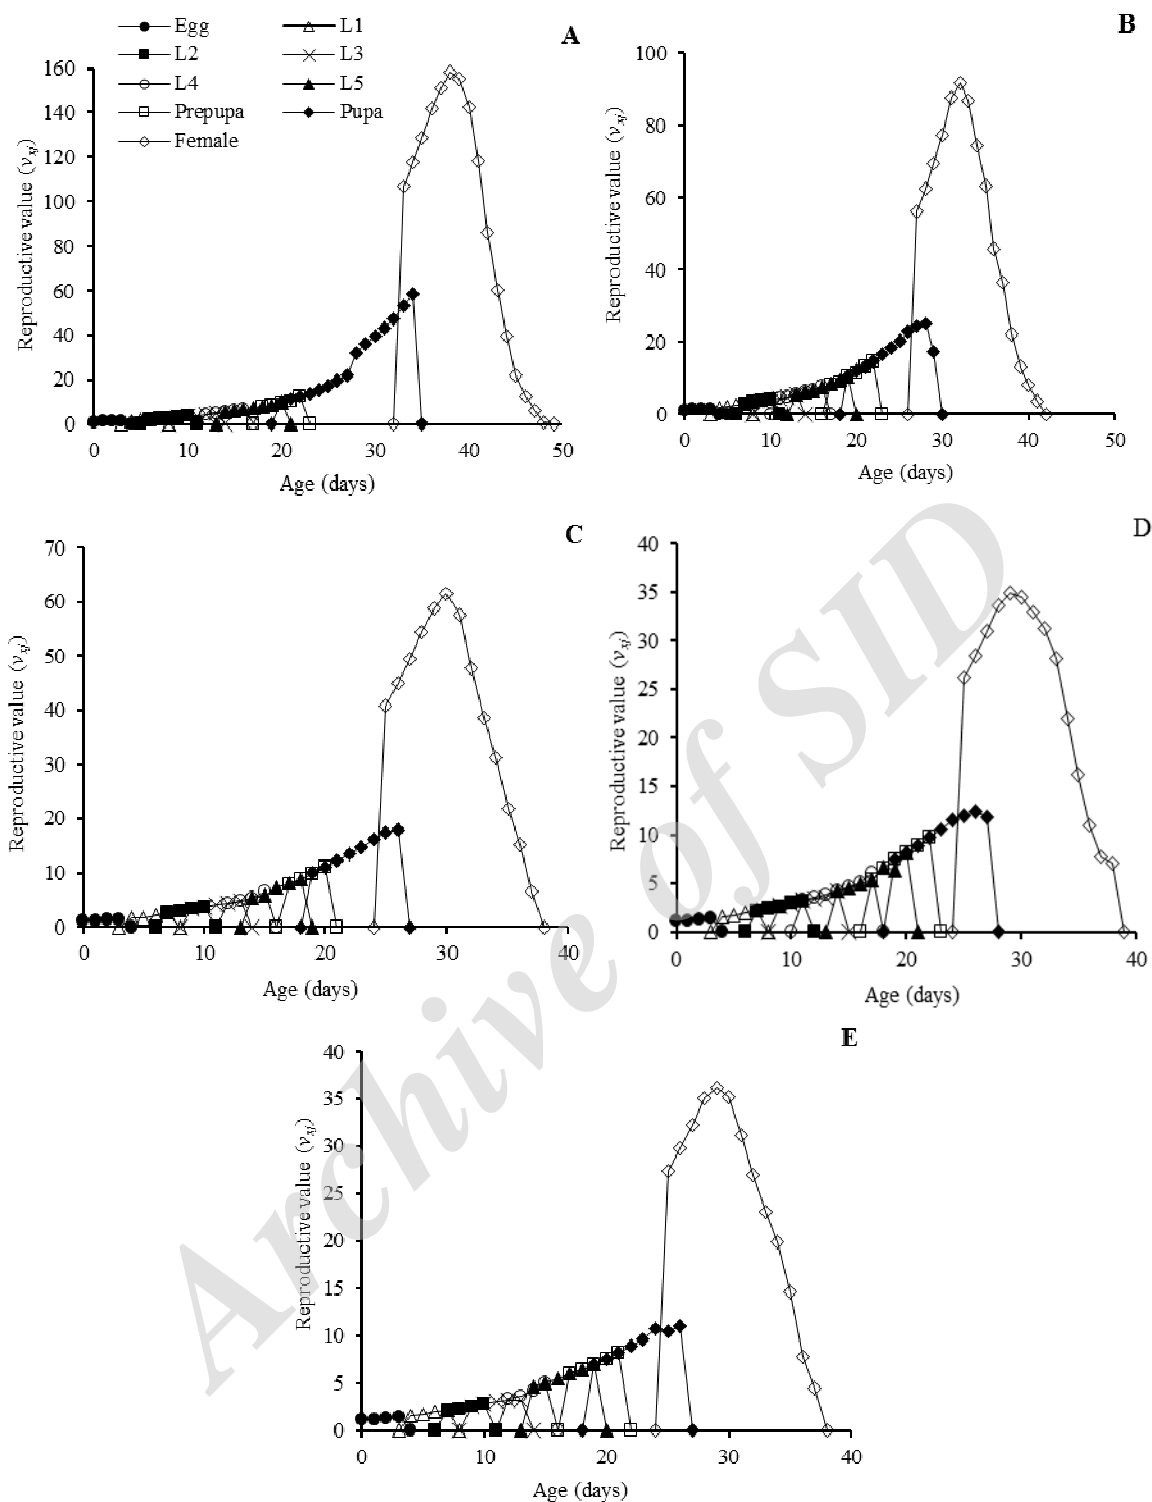 Egg L1
L2 L3
L4 L5
Prepupa Pupa
Female
A
160
140
120
100
80
60
40
20
0
Reproductive value (vxj)
0 10 20 30 40 50
Age (days)
B
100
80
60
40
20
0
Reproductive value (vxj)
0 10 20 30 40 50
Age (days)
C
70
60
50
40
30
20
10
0
Reproductive value (vxj)
0 10 20 30 40
Age (days)
D
40
35
30
25
20
15
10
5
0
Reproductive value (vxj)
0 10 20 30 40
Age (days)
E
40
35
30
25
20
15
10
5
0
Reproductive value (vxj)
0 10 20 30 40
Age (days)
Archive of SID